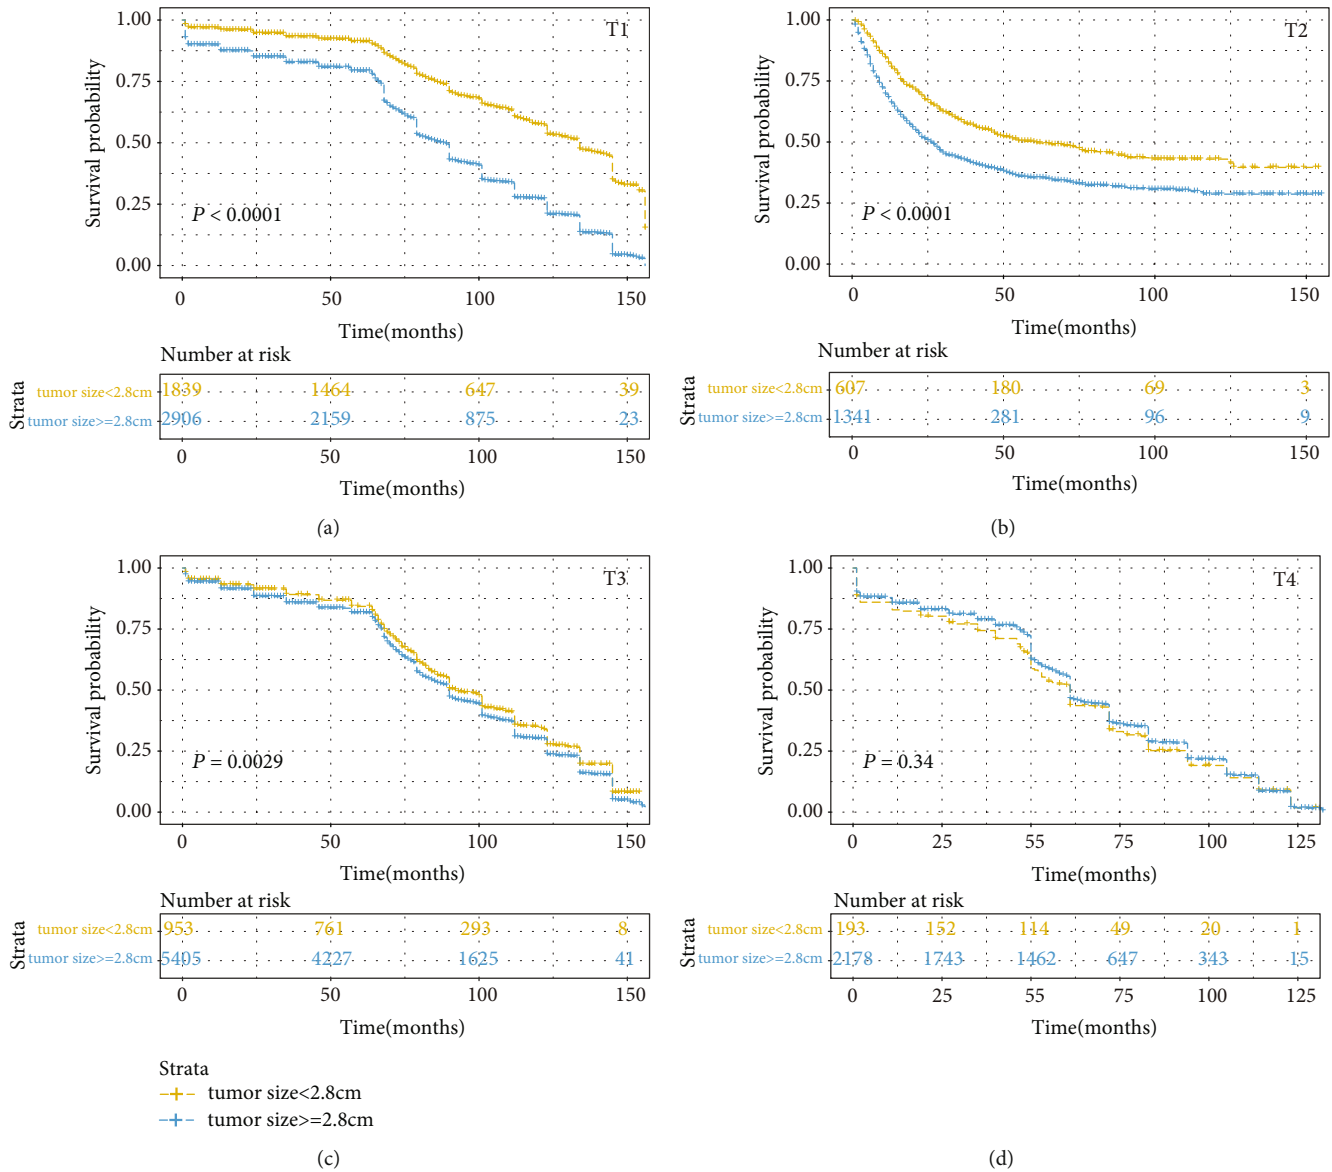 T1
Survival probability
1.00
0.75
0.50
0.25
0.00
P < 0.0001
0 50 100 150
Time(months)
Number at risk
Strata
tumor size<2.8cm 1839 1464 647 39
tumor size>=2.8cm 2906 2159 875 23
0 50 100 150
Time(months)
(a)
T2
Survival probability
1.00
0.75
0.50
0.25
0.00
P < 0.0001
0 50 100 150
Time(months)
Number at risk
Strata
tumor size<2.8cm 607 180 69 3
tumor size>=2.8cm 1341 281 96 9
0 50 100 150
Time(months)
(b)
T3
Survival probability
1.00
0.75
0.50
0.25
0.00
P = 0.0029
0 50 100 150
Time(months)
Number at risk
Strata
tumor size<2.8cm 953 761 293 8
tumor size>=2.8cm 5405 4227 1625 41
0 50 100 150
Time(months)
Strata
tumor size<2.8cm
tumor size>=2.8cm
(c)
T4
Survival probability
1.00
0.75
0.50
0.25
0.00
P = 0.34
0 25 55 75 100 125
Time(months)
Number at risk
Strata
tumor size<2.8cm 193 152 114 49 20 1
tumor size>=2.8cm 2178 1743 1462 647 343 15
0 25 55 75 100 125
Time(months)
(d)